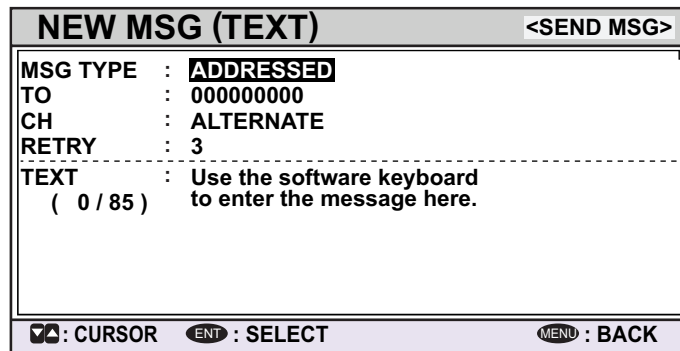 NEW MSG (TEXT) <SEND MSG>
MSG TYPE : ADDRESSED
TO : 000000000
CH : ALTERNATE
RETRY : 3
TEXT : Use the software keyboard
( 0 / 85 ) to enter the message here.
▼▲ : CURSOR ENT : SELECT MENU : BACK